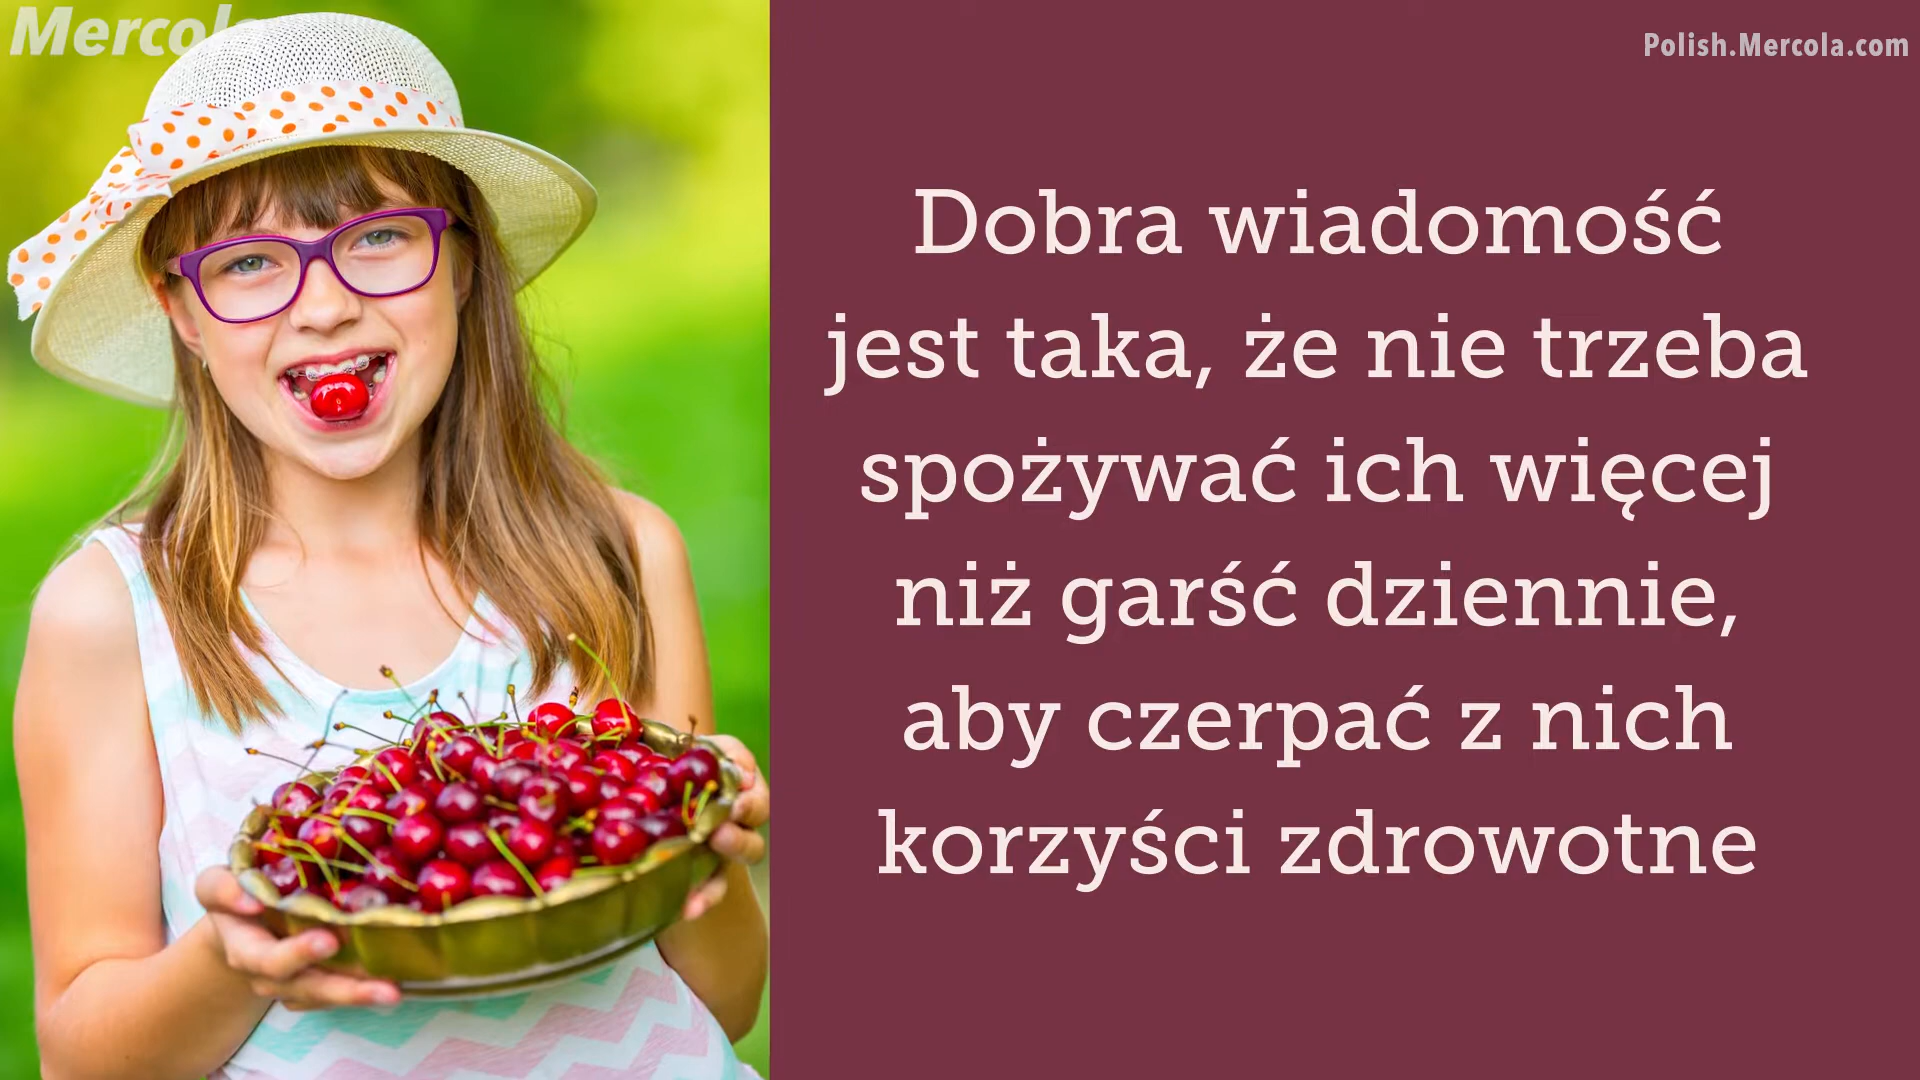 Mercola
Polish.Mercola.com
Dobra wiadomość
jest taka, że nie trzeba
spożywać ich więcej
niż garść dziennie,
aby czerpać z nich
korzyści zdrowotne